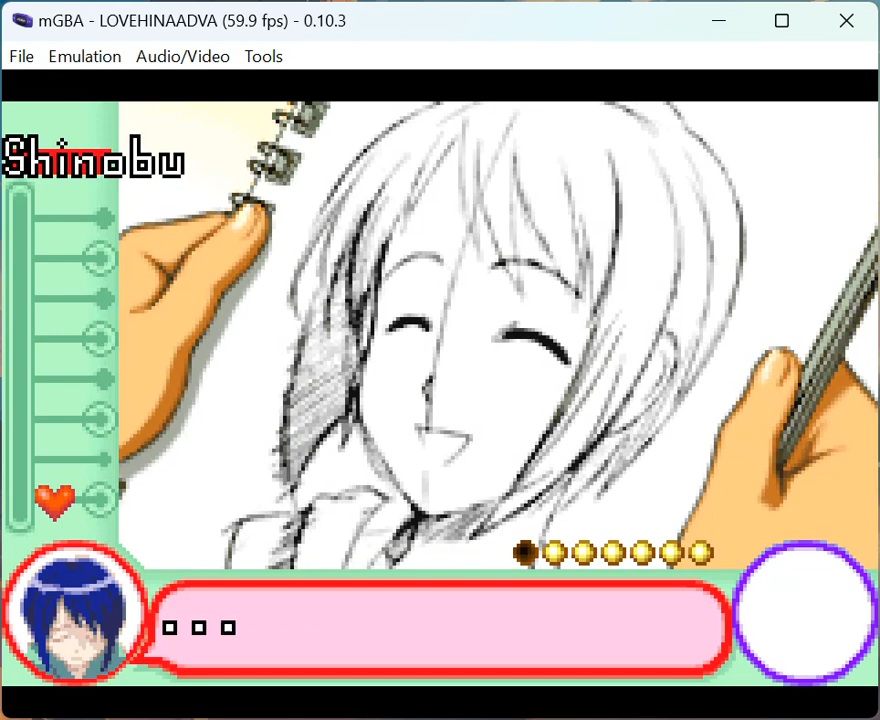 mGBA - LOVEHINAADVA (59.9 fps) - 0.10.3
File Emulation Audio/Video Tools
Shinobu